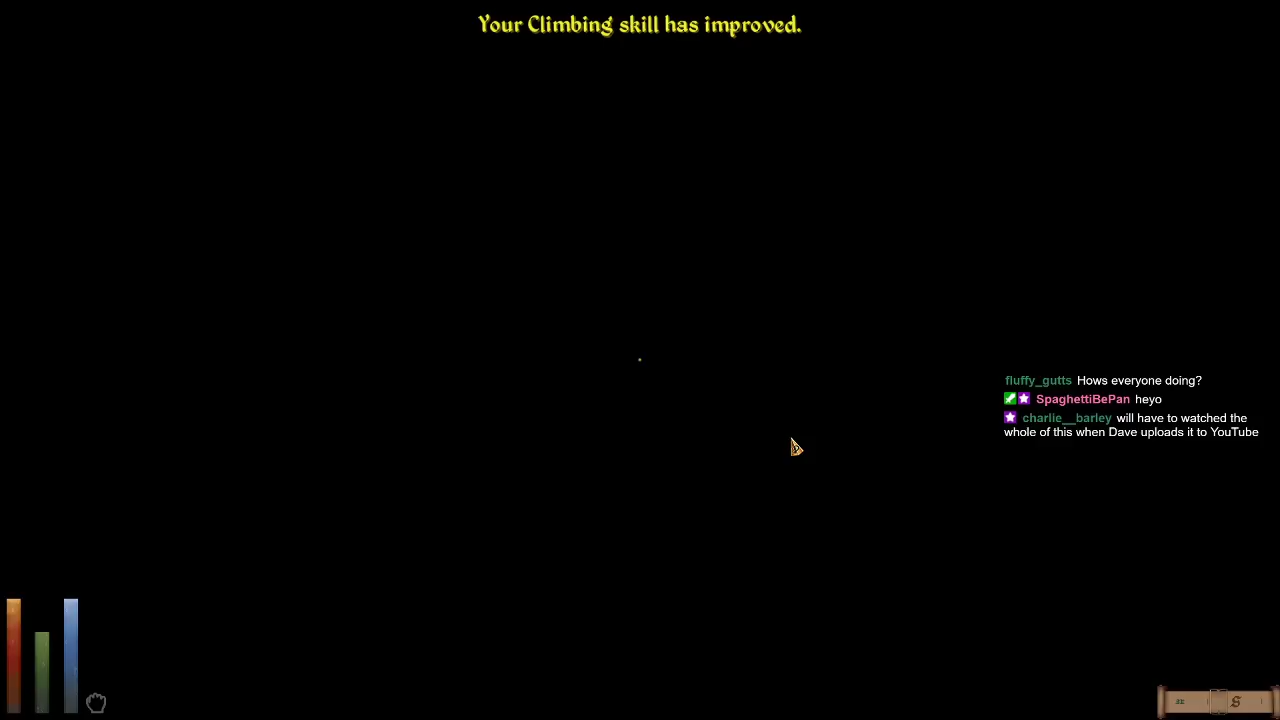 Your Climbing skill has improved.
fluffy_gutts Hows everyone doing?
SpaghettiBePan heyo
charlie__barley will have to watched the
whole of this when Dave uploads it to YouTube
S